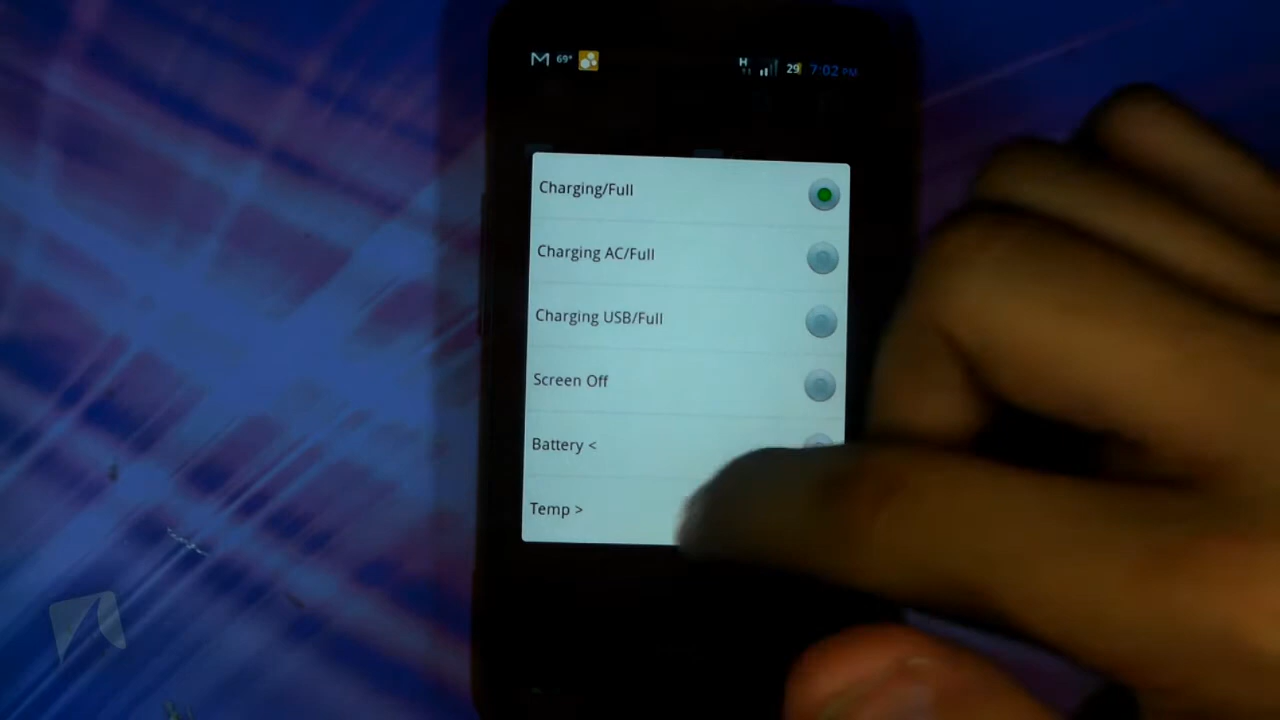 69° H 29 7:02 PM
Charging/Full
Charging AC/Full
Charging USB/Full
Screen Off
Battery <
Temp >